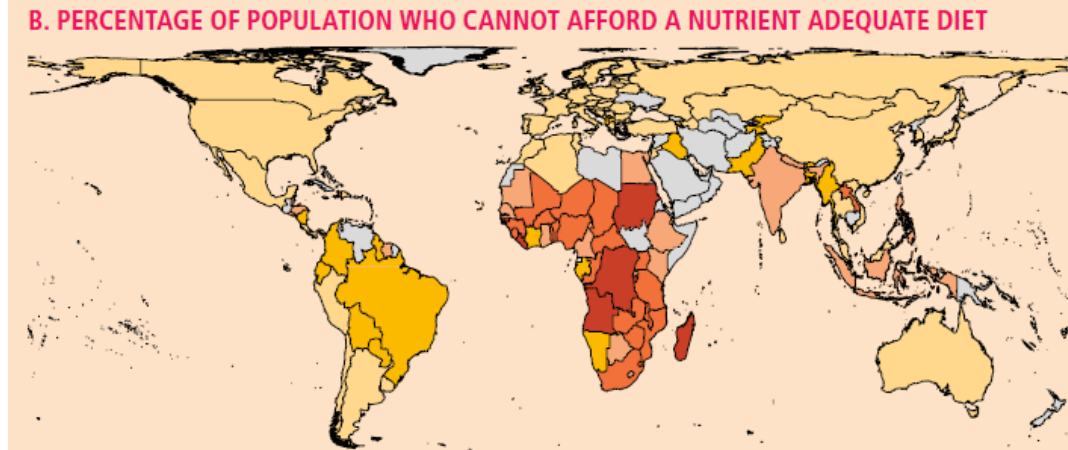 B. PERCENTAGE OF POPULATION WHO CANNOT AFFORD A NUTRIENT ADEQUATE DIET